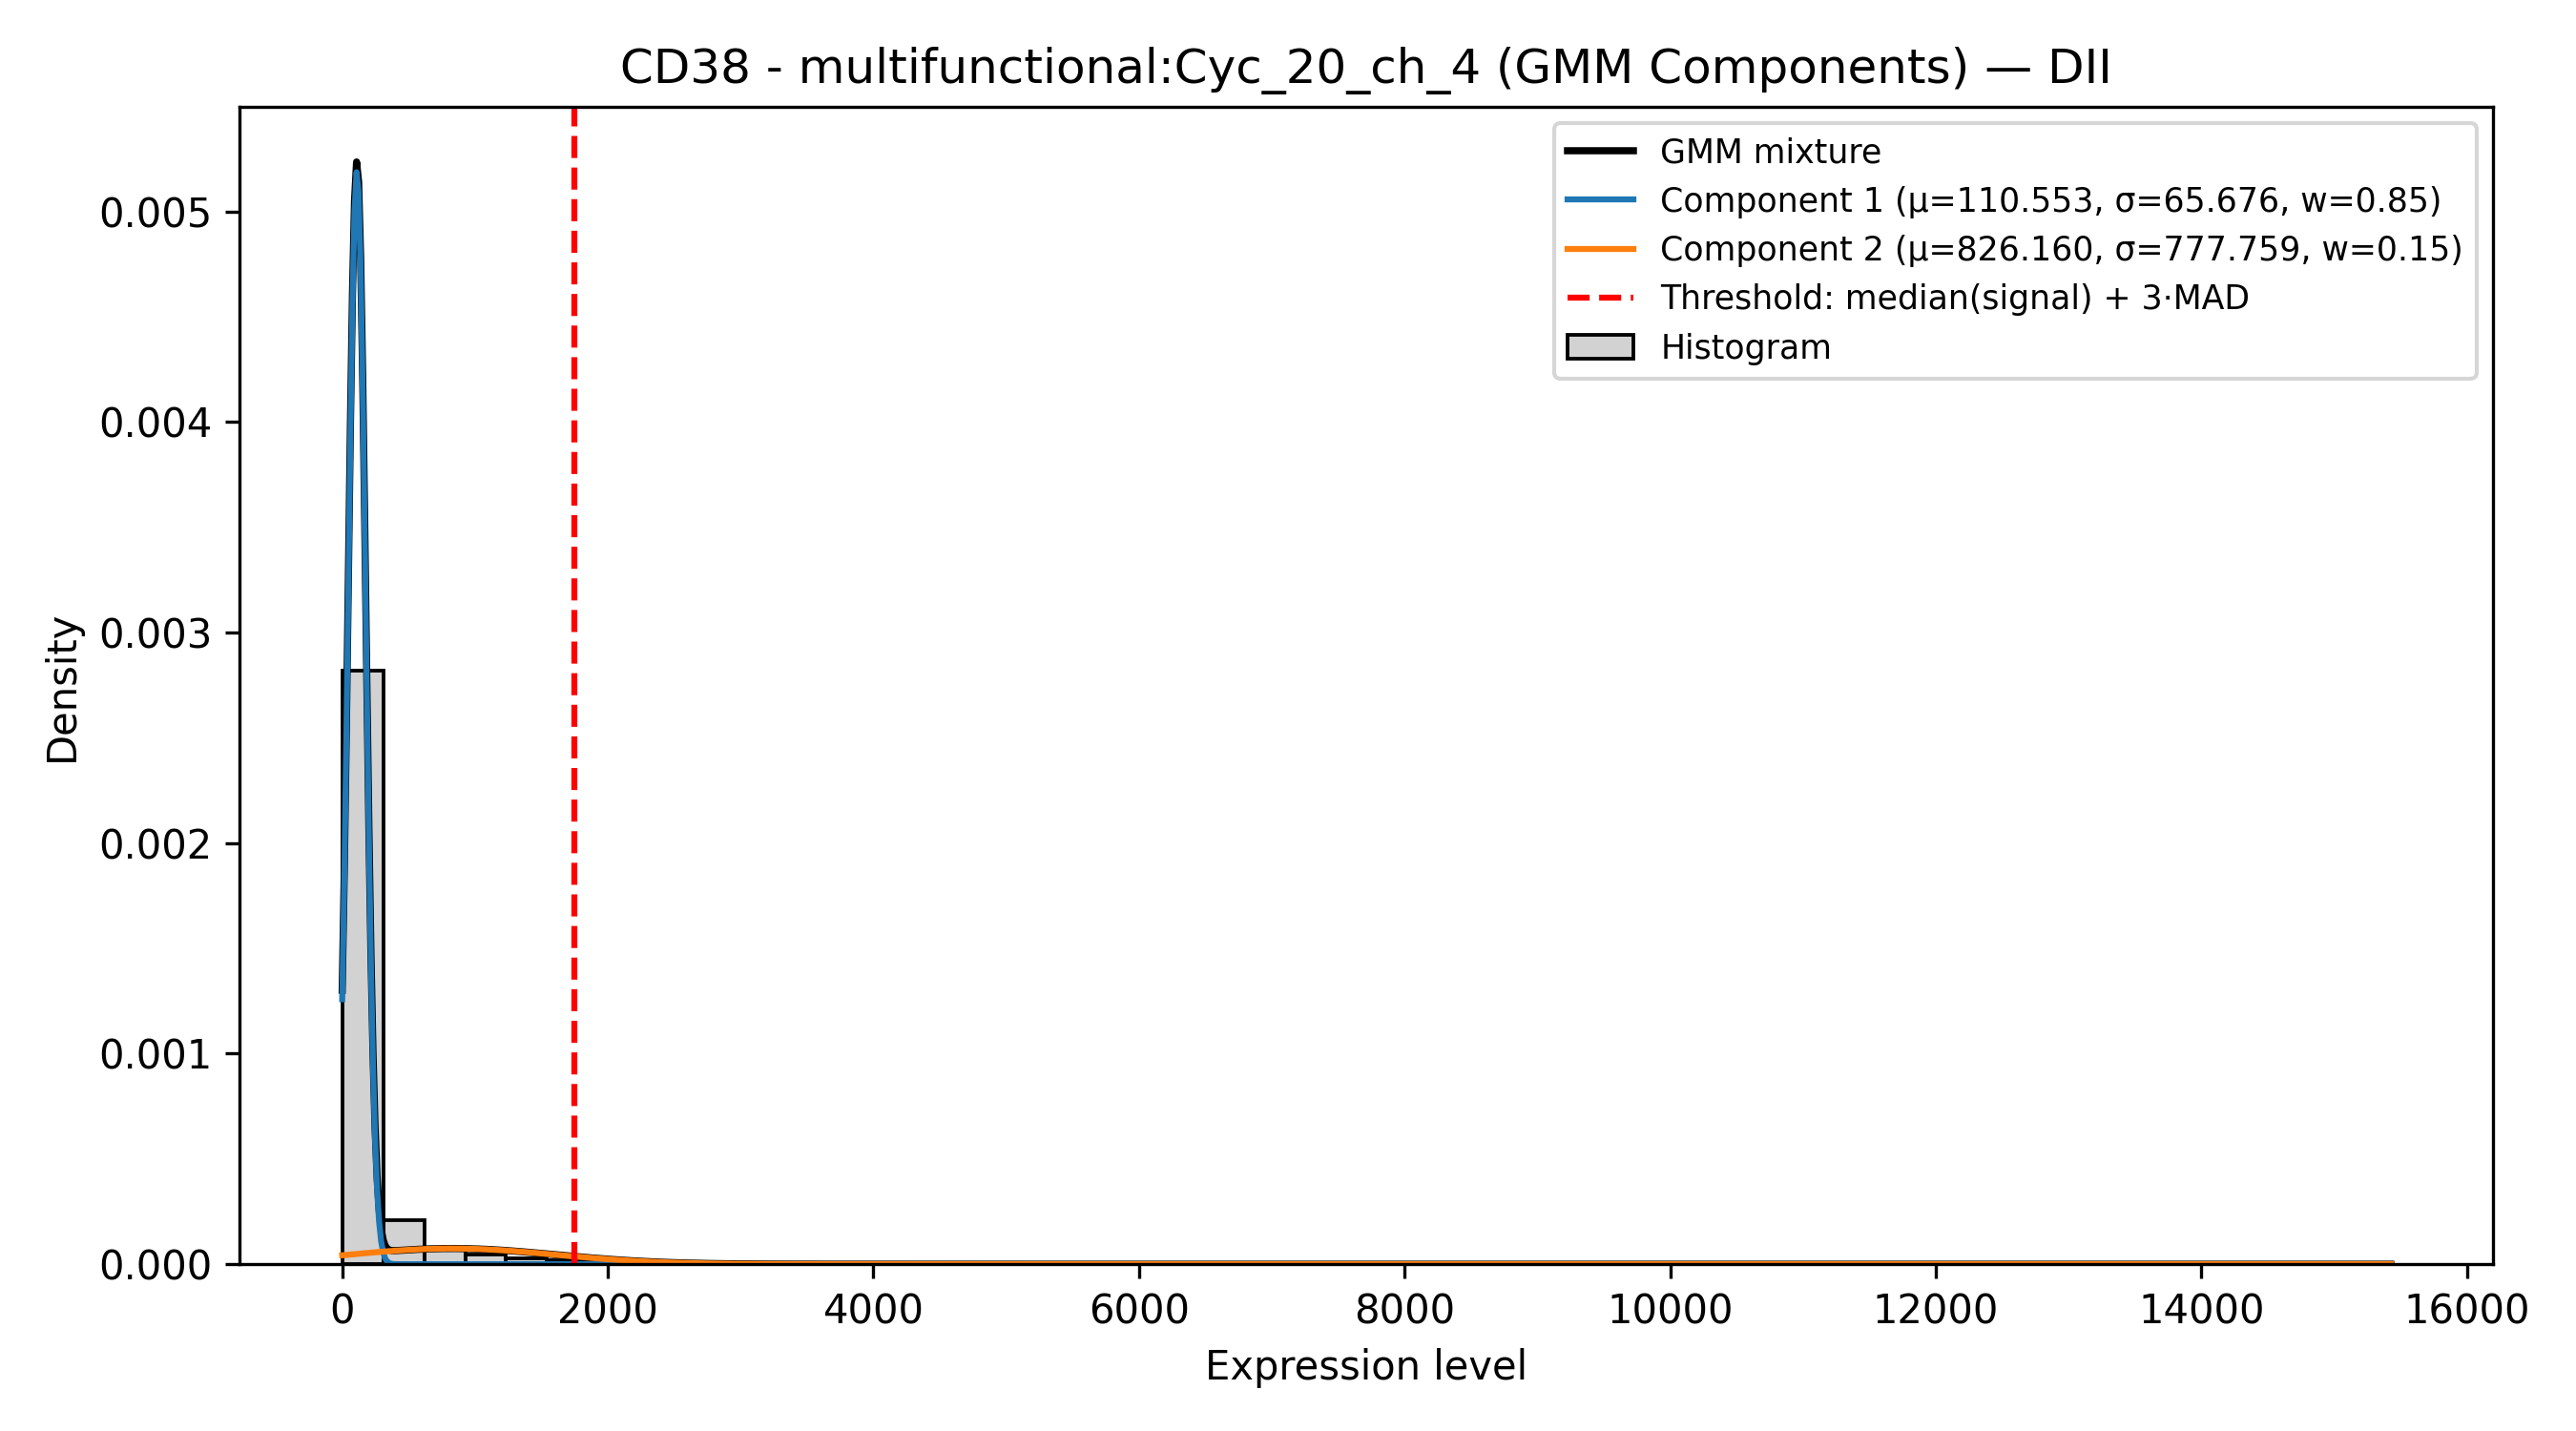 CD38 - multifunctional:Cyc_20_ch_4 (GMM Components) — DII
GMM mixture
Component 1 (μ=110.553, σ=65.676, w=0.85)
Component 2 (μ=826.160, σ=777.759, w=0.15)
Threshold: median(signal) + 3·MAD
Histogram
Density
0.005
0.004
0.003
0.002
0.001
0.000
0 2000 4000 6000 8000 10000 12000 14000 16000
Expression level